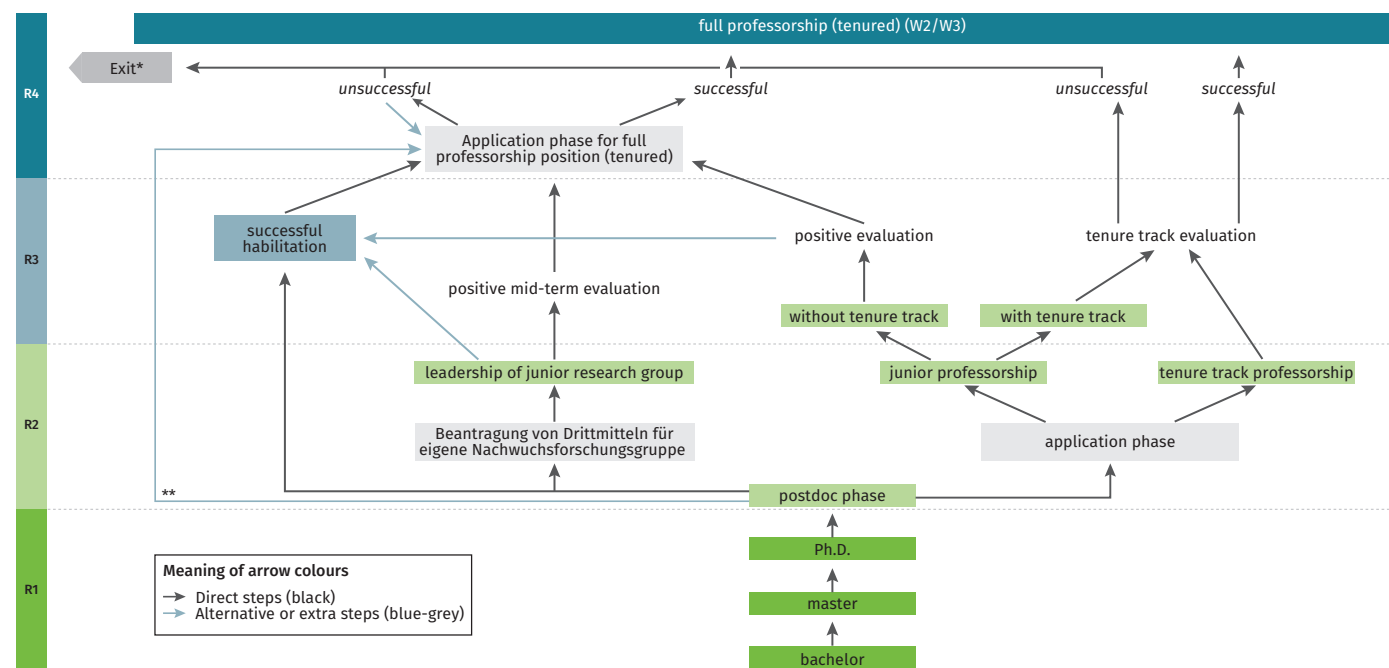 full professorship (tenured) (W2/W3)
Exit*
unsuccessful
successful
unsuccessful
successful
R4
Application phase for full
professorship position (tenured)
successful
habilitation
positive evaluation
tenure track evaluation
R3
positive mid-term evaluation
without tenure track
with tenure track
leadership of junior research group
junior professorship
tenure track professorship
R2
Beantragung von Drittmitteln für
eigene Nachwuchsforschungsgruppe
application phase
**
postdoc phase
Ph.D.
R1
Meaning of arrow colours
Direct steps (black)
Alternative or extra steps (blue-grey)
master
bachelor